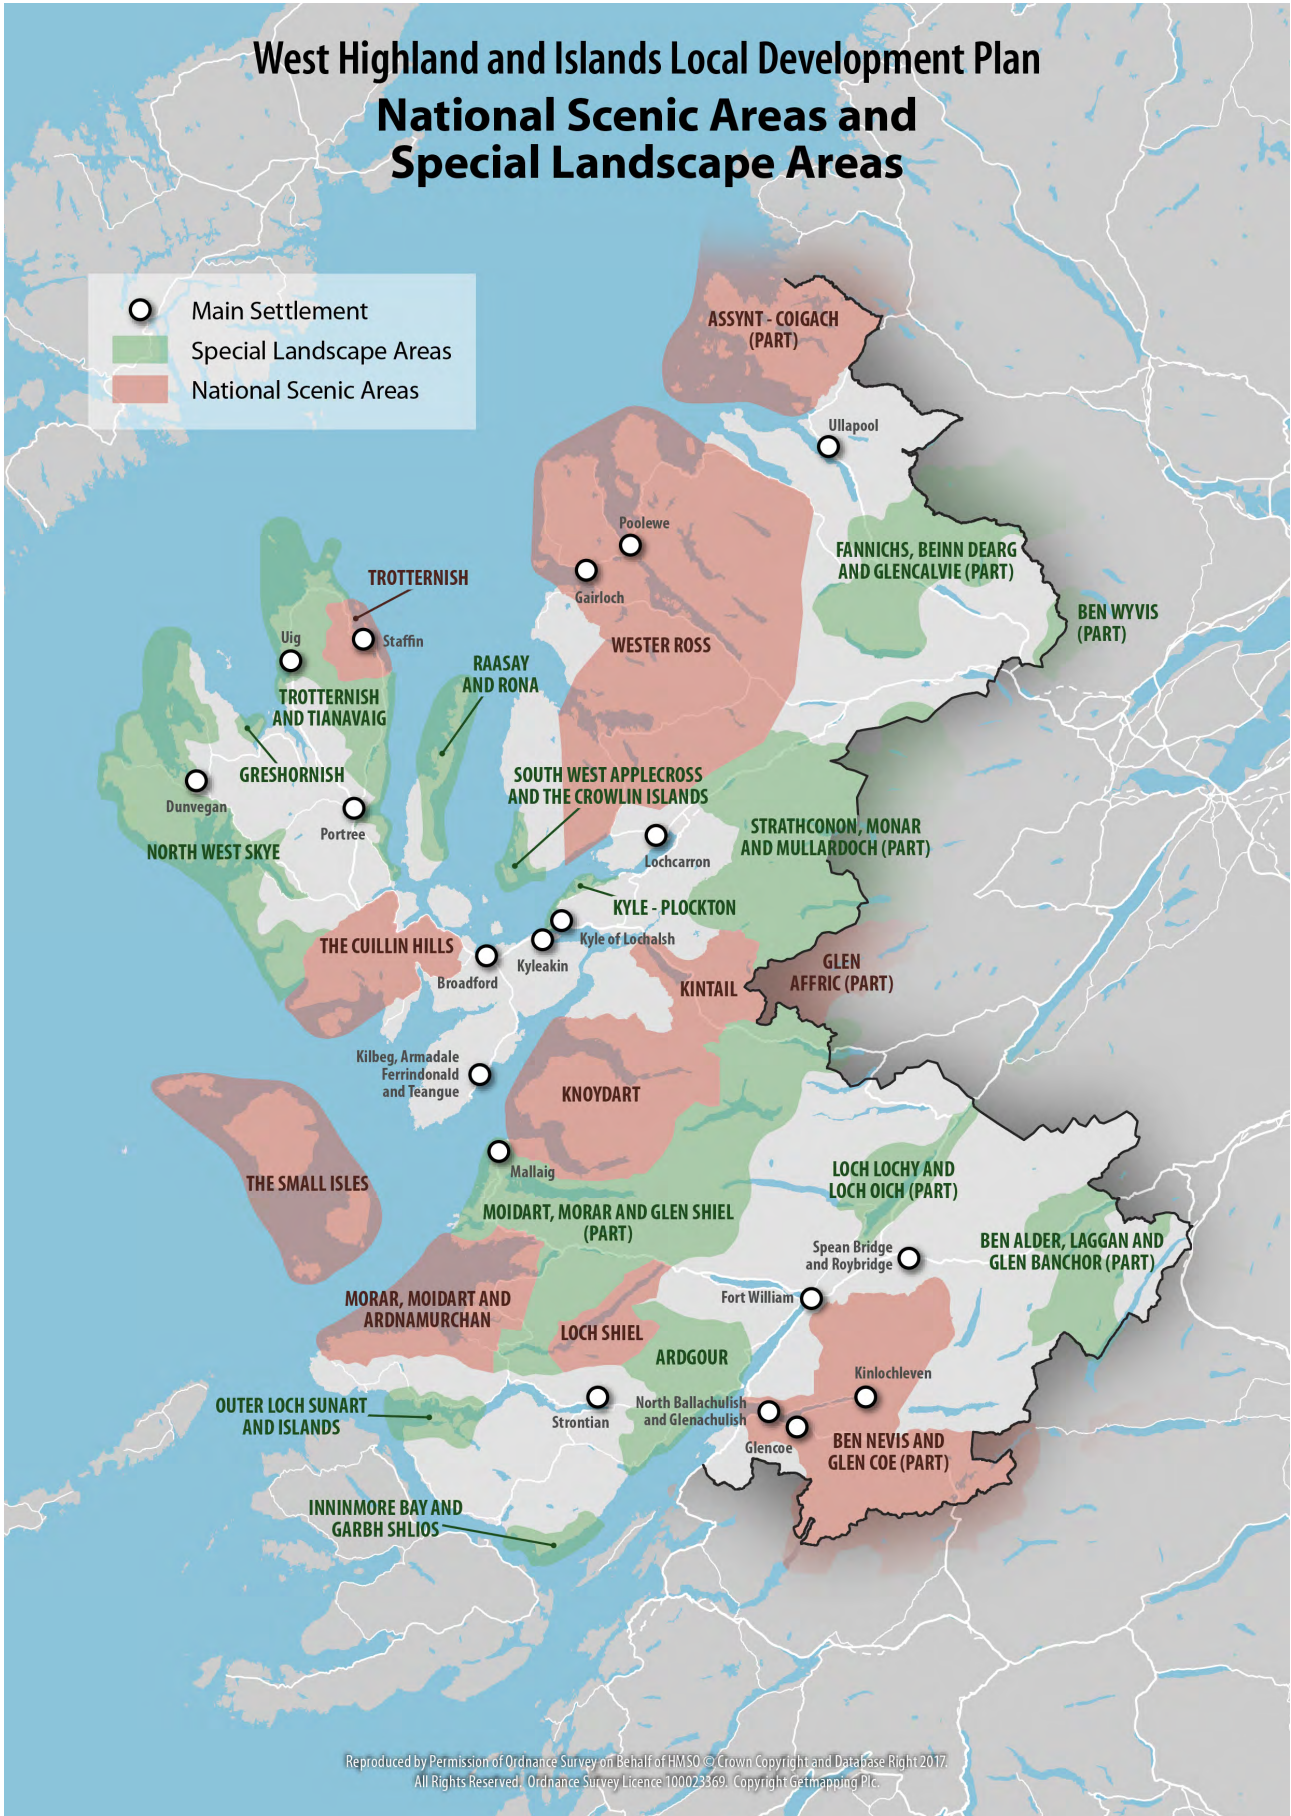 West Highland and Islands Local Development Plan
National Scenic Areas and
Special Landscape Areas
Main Settlement
Special Landscape Areas
National Scenic Areas
ASSYNT - COIGACH
(PART)
Ullapool
Poolewe
Gairloch
FANNICHS, BEINN DEARG
AND GLENCALVIE (PART)
TROTTERNISH
Staffin
Uig
BEN WYVIS
(PART)
WESTER ROSS
RAASAY
AND RONA
TROTTERNISH
AND TIANAVAIG
GRESHORNISH
Dunvegan
Portree
SOUTH WEST APPLECROSS
AND THE CROWLIN ISLANDS
NORTH WEST SKYE
Lochcarron
STRATHCONON, MONAR
AND MULLARDOCH (PART)
KYLE - PLOCKTON
Kyle of Lochalsh
THE CUILLIN HILLS
Kyleakin
Broadford
KINTAIL
GLEN
AFFRIC (PART)
Kilbeg, Armadale
Ferrindonald
and Teangue
KNOYDART
Mallaig
THE SMALL ISLES
LOCH LOCHY AND
LOCH OICH (PART)
MOIDART, MORAR AND GLEN SHIEL
(PART)
Spean Bridge
and Roybridge
BEN ALDER, LAGGAN AND
GLEN BANCHOR (PART)
Fort William
MORAR, MOIDART AND
ARDNAMURCHAN
LOCH SHIEL
ARDGOUR
Kinlochleven
OUTER LOCH SUNART
AND ISLANDS
Strontian
North Ballachulish
and Glenachulish
Glencoe
BEN NEVIS AND
GLEN COE (PART)
INNINMORE BAY AND
GARBH SHLIOS
Reproduced by Permission of Ordnance Survey on Behalf of HMSO © Crown Copyright and Database Right 2017.
All Rights Reserved. Ordnance Survey Licence 100023369. Copyright Getmapping Plc.